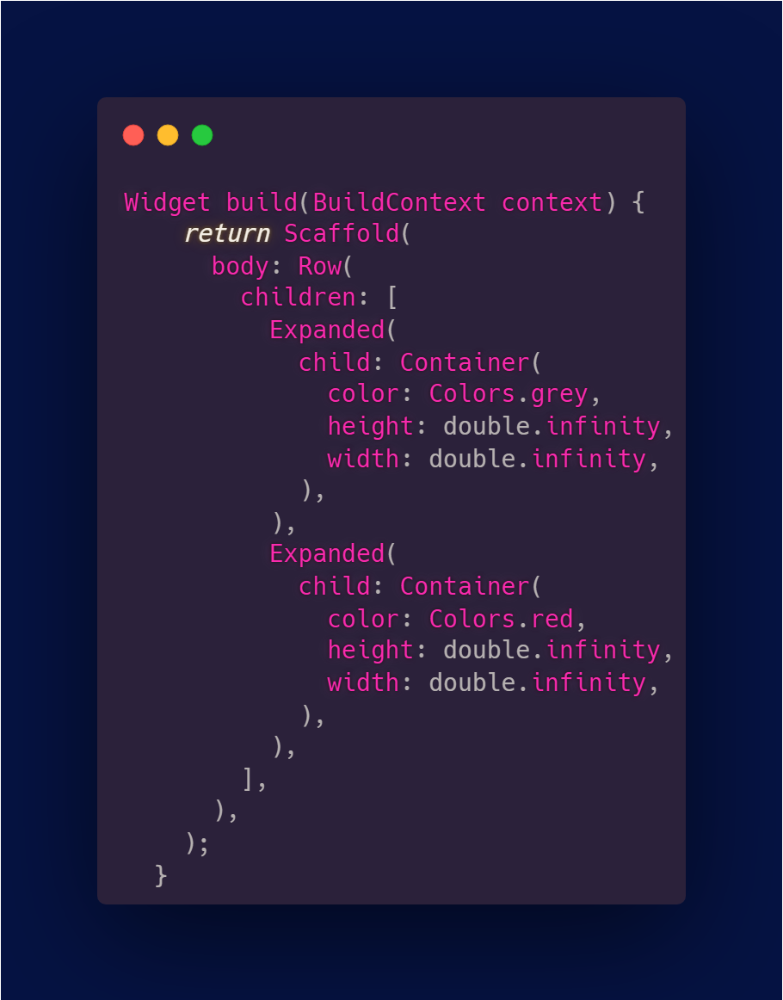 Widget build(BuildContext context) {
    return Scaffold(
      body: Row(
        children: [
          Expanded(
            child: Container(
              color: Colors.grey,
              height: double.infinity,
              width: double.infinity,
            ),
          ),
          Expanded(
            child: Container(
              color: Colors.red,
              height: double.infinity,
              width: double.infinity,
            ),
          ),
        ],
      ),
    );
  }